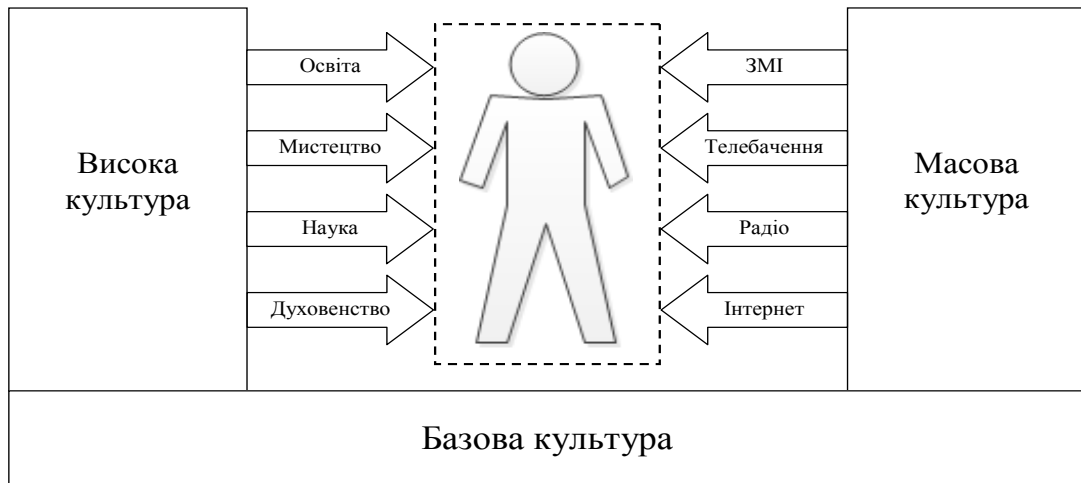 Висока
культура
Освіта
Мистецтво
Наука
Духовенство
ЗМІ
Телебачення
Радіо
Інтернет
Масова
культура
Базова культура